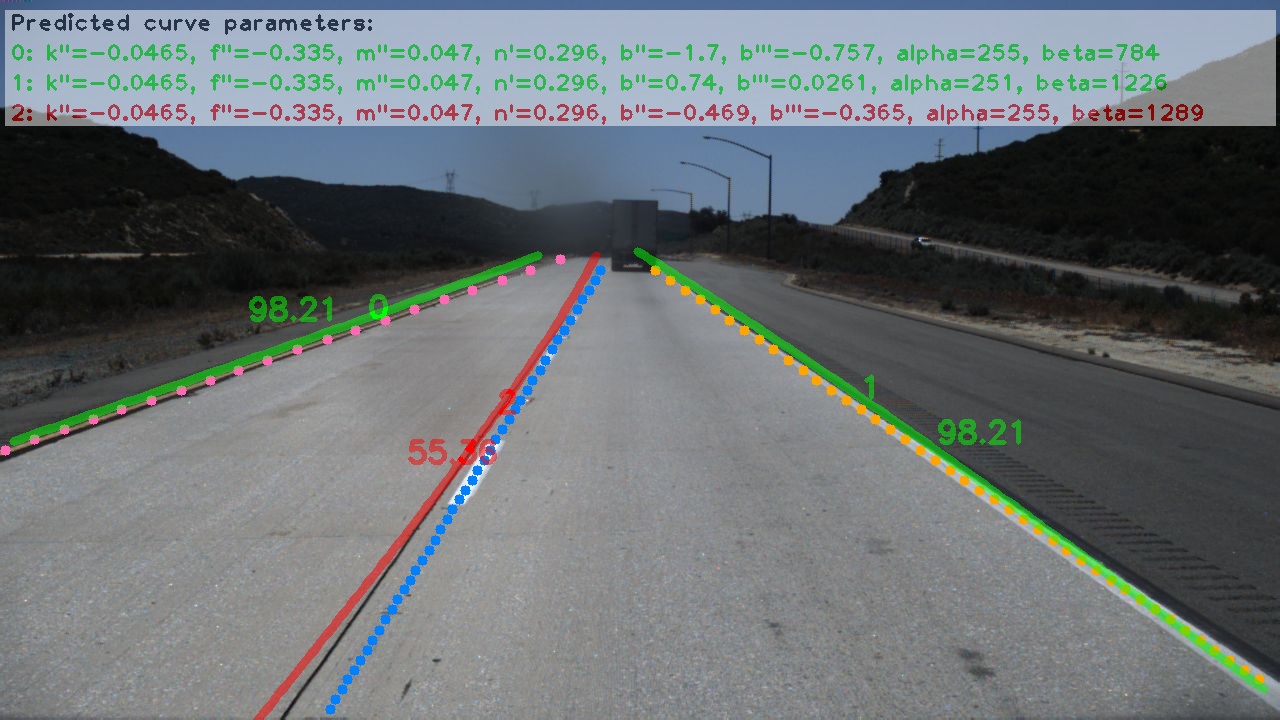 Predicted curve parameters:
0: k''=-0.0465, f''=-0.335, m''=0.047, n'=0.296, b''=-1.7, b'''=-0.757, alpha=255, beta=784
1: k''=-0.0465, f''=-0.335, m''=0.047, n'=0.296, b''=0.74, b'''=0.0261, alpha=251, beta=1226
2: k''=-0.0465, f''=-0.335, m''=0.047, n'=0.296, b''=-0.469, b'''=-0.365, alpha=255, beta=1289
98.21 0
1
2
98.21